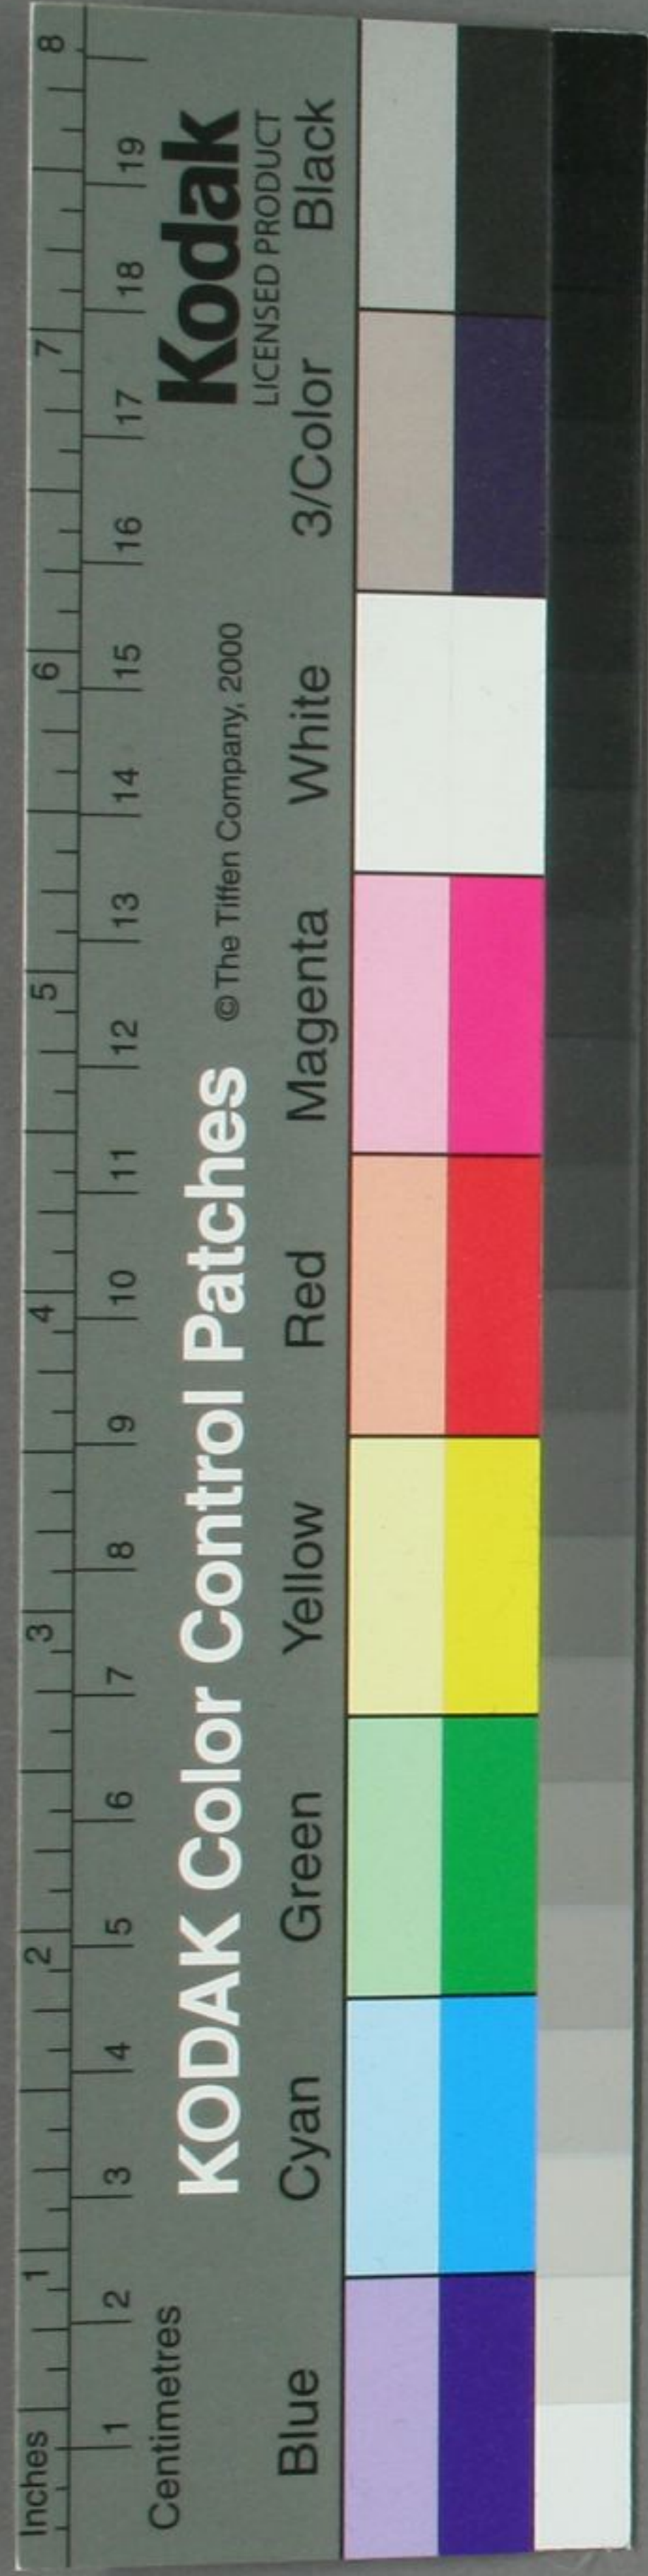 Inches 1 2 3 4 5 6 7 8
1 2 3 4 5 6 7 8 9 10 11 12 13 14 15 16 17 18 19
Centimetres
KODAK Color Control Patches © The Tiffen Company, 2000
Kodak
LICENSED PRODUCT
Blue Cyan Green Yellow Red Magenta White 3/Color Black